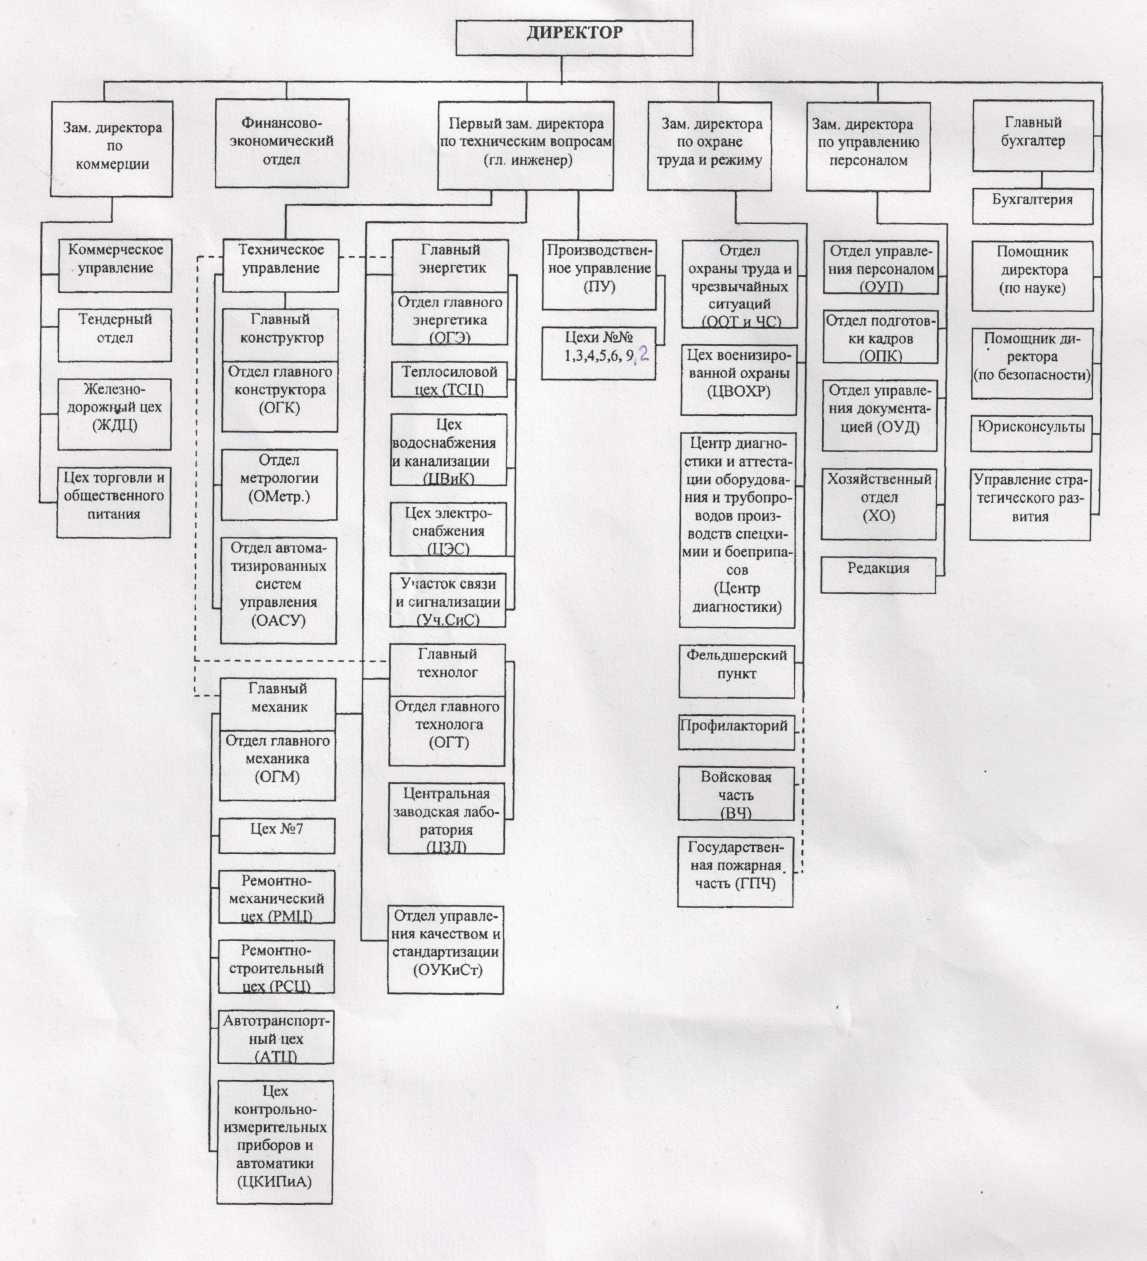 ДИРЕКТОР
Зам. директора
по
коммерции
Финансово-
экономический
отдел
Первый зам. директора
по техническим вопросам
(гл. инженер)
Зам. директора
по охране
труда и режиму
Зам. директора
по управлению
персоналом
Главный
бухгалтер
Бухгалтерия
Коммерческое
управление
Тендерный
отдел
Железно-
дорожный цех
(ЖДЦ)
Цех торговли и
общественного
питания
Техническое
управление
Главный
конструктор
Отдел главного
конструктора
(ОГК)
Отдел
метрологии
(ОМетр.)
Отдел автома-
тизированных
систем
управления
(ОАСУ)
Главный
механик
Отдел главного
механика
(ОГМ)
Цех №7
Ремонтно-
механический
цех (РМЦ)
Ремонтно-
строительный
цех (РСЦ)
Автотранспорт-
ный цех
(АТЦ)
Цех
контрольно-
измерительных
приборов и
автоматики
(ЦКИПиА)
Главный
энергетик
Отдел главного
энергетика
(ОГЭ)
Теплосиловой
цех (ТСЦ)
Цех
водоснабжения
и канализации
(ЦВиК)
Цех электро-
снабжения
(ЦЭС)
Участок связи
и сигнализации
(Уч.СиС)
Главный
технолог
Отдел главного
технолога
(ОГТ)
Центральная
заводская лабо-
ратория
(ЦЗЛ)
Отдел управле-
ния качеством и
стандартизации
(ОУКиСт)
Производствен-
ное управление
(ПУ)
Цехи №№
1,3,4,5,6, 9,2
Отдел
охраны труда и
чрезвычайных
ситуаций
(ООТ и ЧС)
Цех военизиро-
ванной охраны
(ЦВОХР)
Центр диагно-
стики и аттеста-
ции оборудова-
ния и трубопро-
водов произ-
водств спецхи-
мии и боеприпа-
сов
(Центр
диагностики)
Фельдшерский
пункт
Профилакторий
Войсковая
часть
(ВЧ)
Государствен-
ная пожарная
часть (ГПЧ)
Отдел управле-
ния персоналом
(ОУП)
Отдел подготов-
ки кадров
(ОПК)
Отдел управле-
ния документа-
цией (ОУД)
Хозяйственный
отдел
(ХО)
Редакция
Помощник
директора
(по науке)
Помощник ди-
ректора
(по безопасности)
Юрисконсульты
Управление стра-
тегического раз-
вития